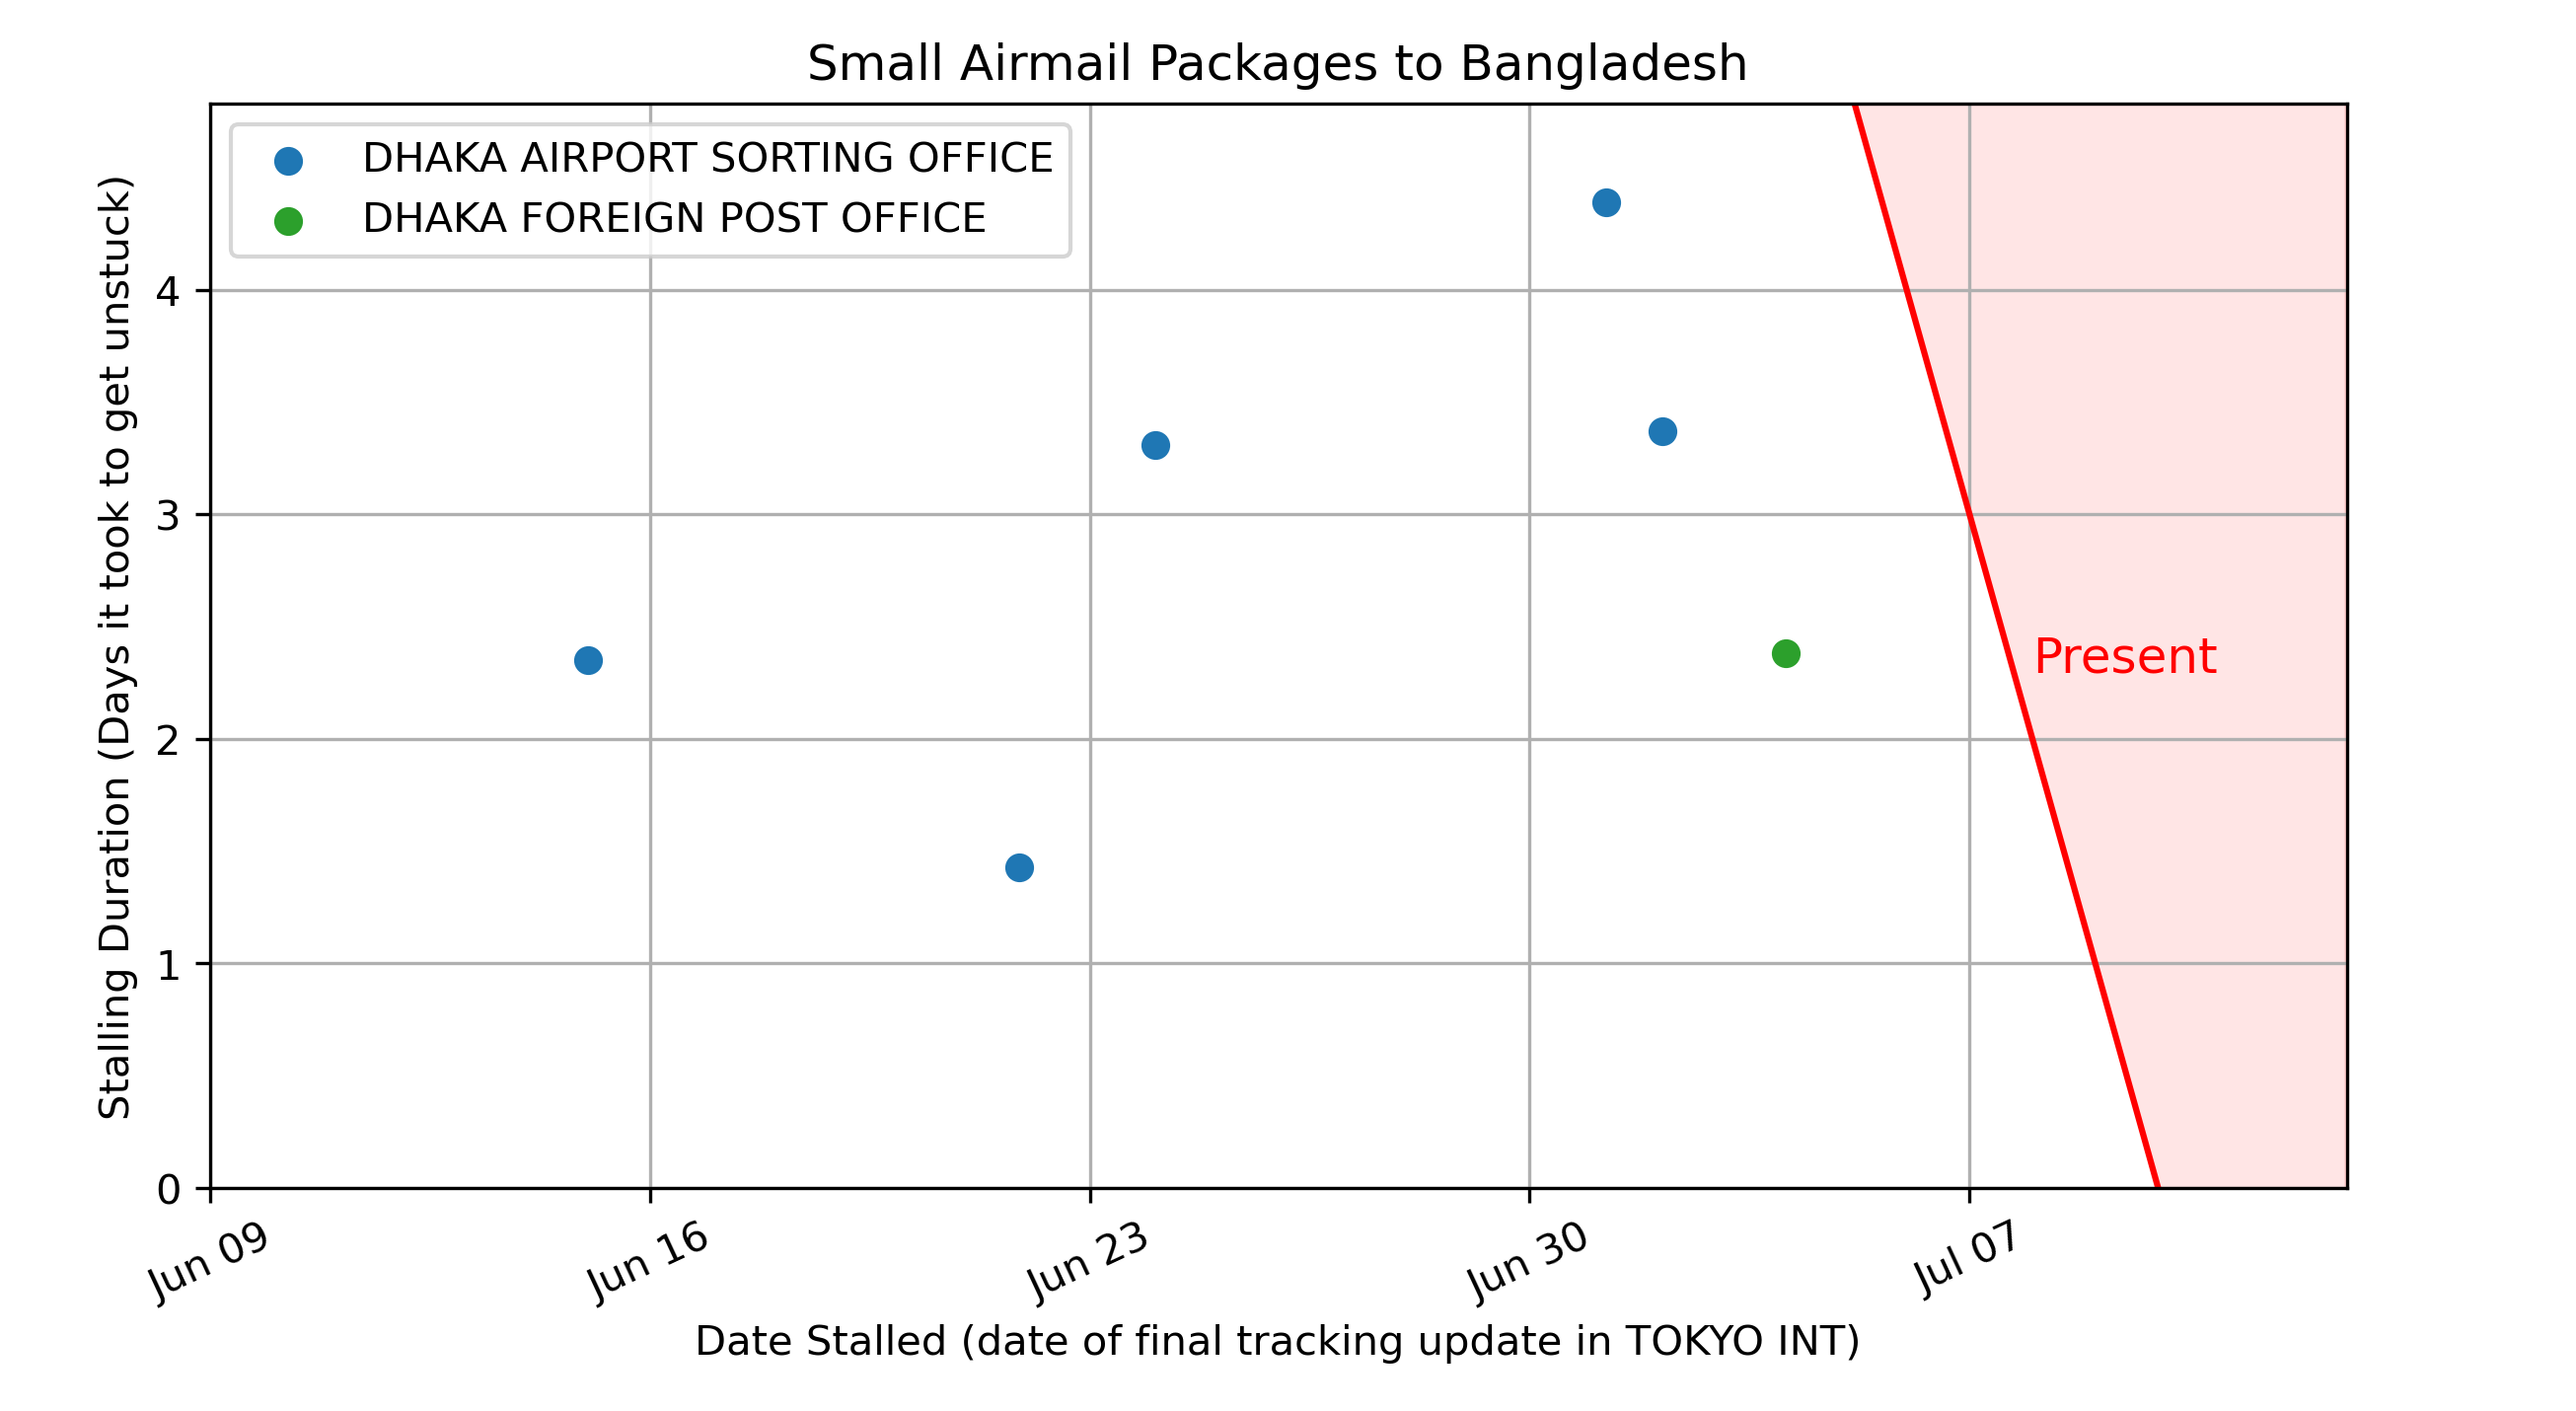 Small Airmail Packages to Bangladesh
DHAKA AIRPORT SORTING OFFICE
DHAKA FOREIGN POST OFFICE
Stalling Duration (Days it took to get unstuck)
4
3
2
1
0
Present
Jun 09
Jun 16
Jun 23
Jun 30
Jul 07
Date Stalled (date of final tracking update in TOKYO INT)